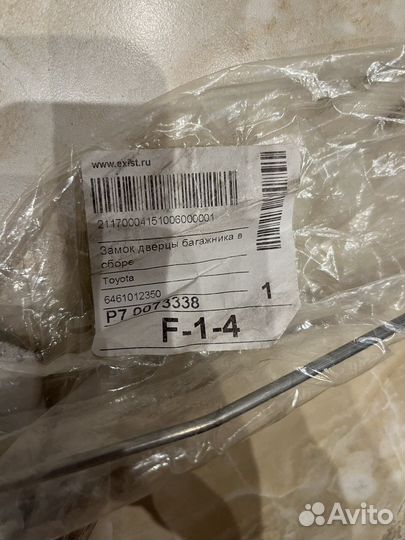 www.exist.ru
21170004151006000001
Замок дверцы багажника в
сборе
Toyota
6461012350
P7 0073338
1
F-1-4
Avito